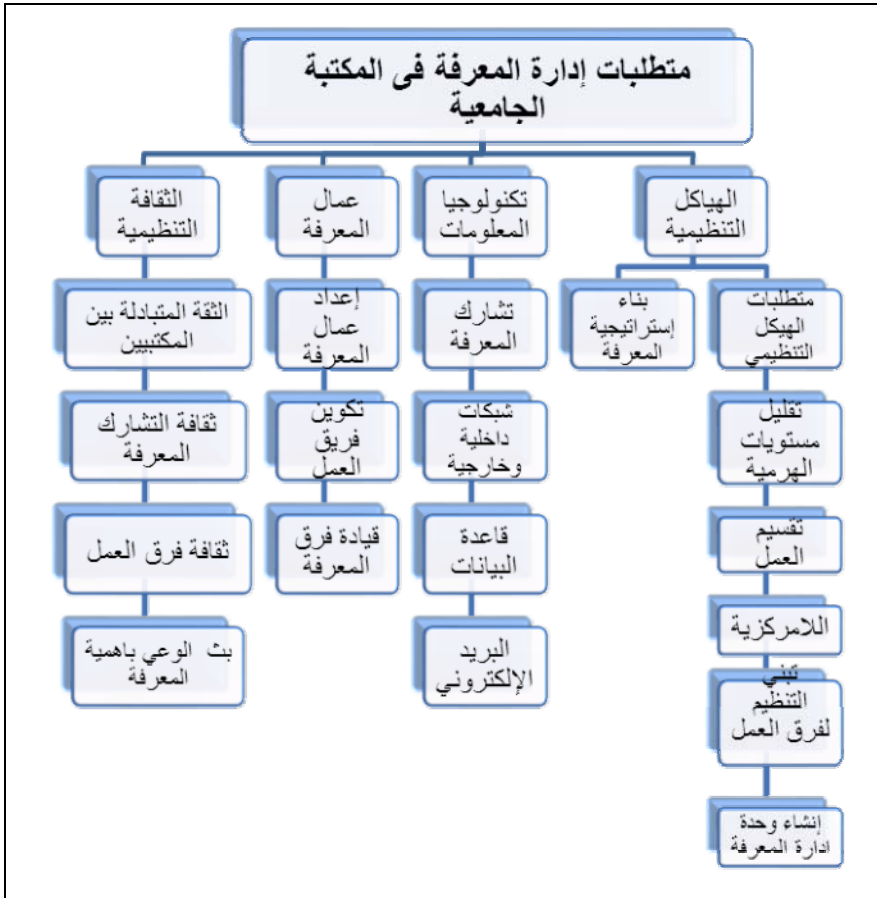 متطلبات إدارة المعرفة فى المكتبة
الجامعية
الهياكل
التنظيمية
تكنولوجيا
المعلومات
عمال
المعرفة
الثقافة
التنظيمية
متطلبات
الهيكل
التنظيمي
بناء
إستراتيجية
المعرفة
تشارك
المعرفة
إعداد
عمال
المعرفة
الثقة المتبادلة بين
المكتبيين
تقليل
مستويات
الهرمية
شبكات
داخلية
وخارجية
تكوين
فريق
العمل
ثقافة التشارك
المعرفة
تقسيم
العمل
قاعدة
البيانات
قيادة فرق
المعرفة
ثقافة فرق العمل
اللامركزية
البريد
الإلكتروني
بث الوعي باهمية
المعرفة
تبني
التنظيم
لفرق العمل
إنشاء وحدة
ادارة المعرفة